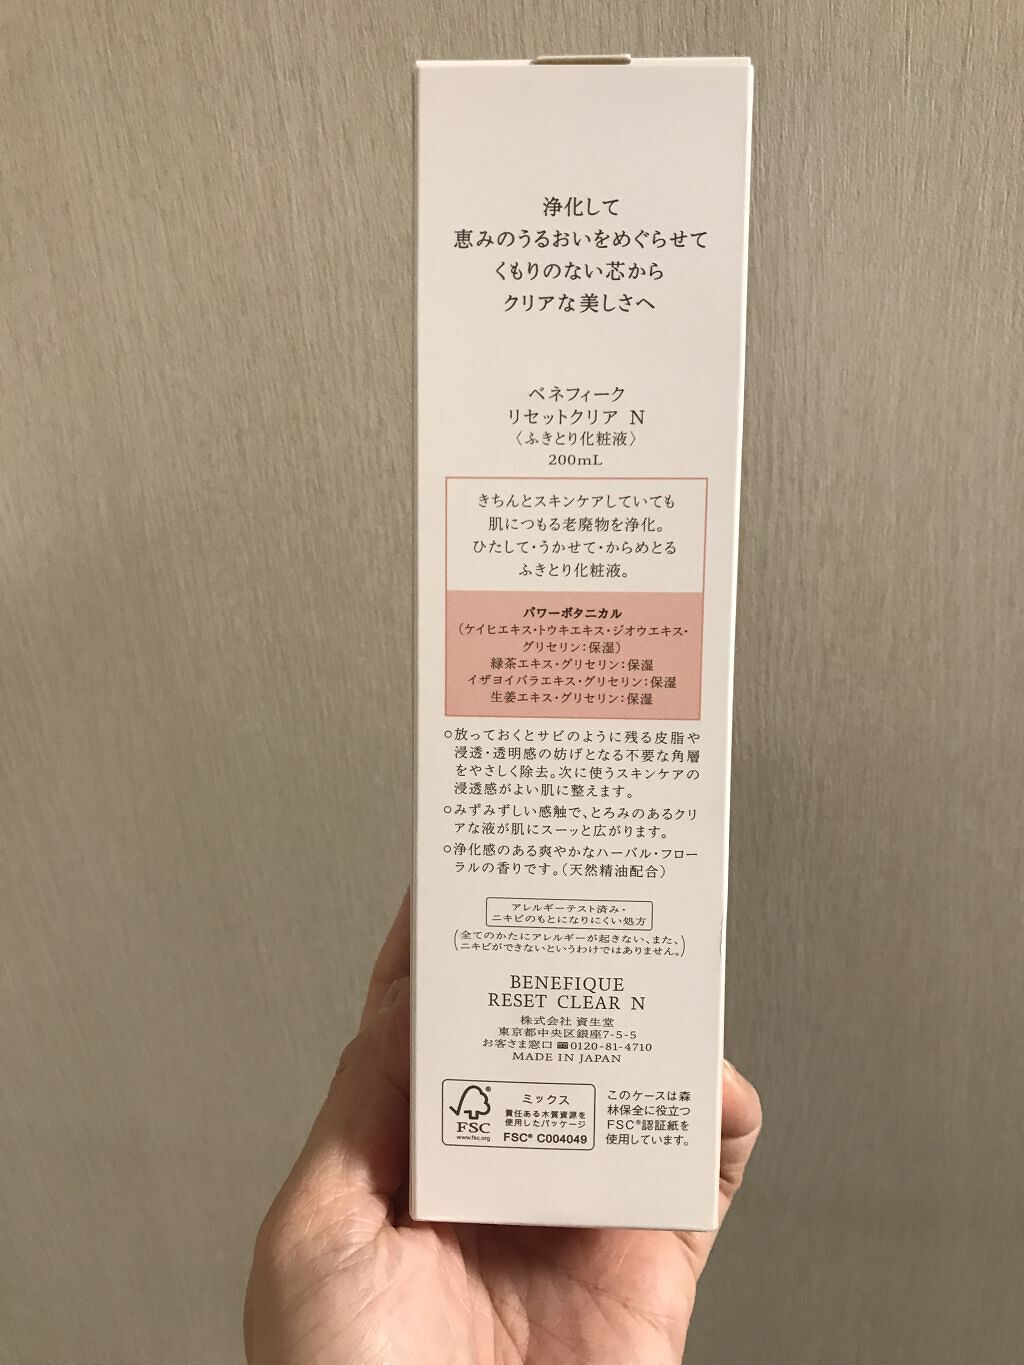 浄化して
恵みのうるおいをめぐらせて
くもりのない芯から
クリアな美しさへ
ベネフィーク
リセットクリア N
〈ふきとり化粧液〉
200mL
きちんとスキンケアしていても
肌につもる老廃物を浄化。
ひたして・うかせて・からめとる
ふきとり化粧液。
パワーボタニカル
(ケイヒエキス・トウキエキス・ジオウエキス・
グリセリン:保湿)
緑茶エキス・グリセリン:保湿
イザヨイバラエキス・グリセリン:保湿
生姜エキス・グリセリン:保湿
○放っておくとサビのように残る皮脂や
浸透・透明感の妨げとなる不要な角層
をやさしく除去。次に使うスキンケアの
浸透感がよい肌に整えます。
○みずみずしい感触で、とろみのあるクリ
アな液が肌にスーッと広がります。
○浄化感のある爽やかなハーバル・フロー
ラルの香りです。(天然精油配合)
アレルギーテスト済み・
ニキビのもとになりにくい処方
(全てのかたにアレルギーが起きない、また、
ニキビができないというわけではありません。)
BENEFIQUE
RESET CLEAR N
株式会社 資生堂
東京都中央区銀座7-5-5
お客さま窓口 0120-81-4710
MADE IN JAPAN
FSC®
www.fsc.org
ミックス
責任ある木質資源を
使用したパッケージ
FSC® C004049
このケースは森
林保全に役立つ
FSC®認証紙を
使用しています。